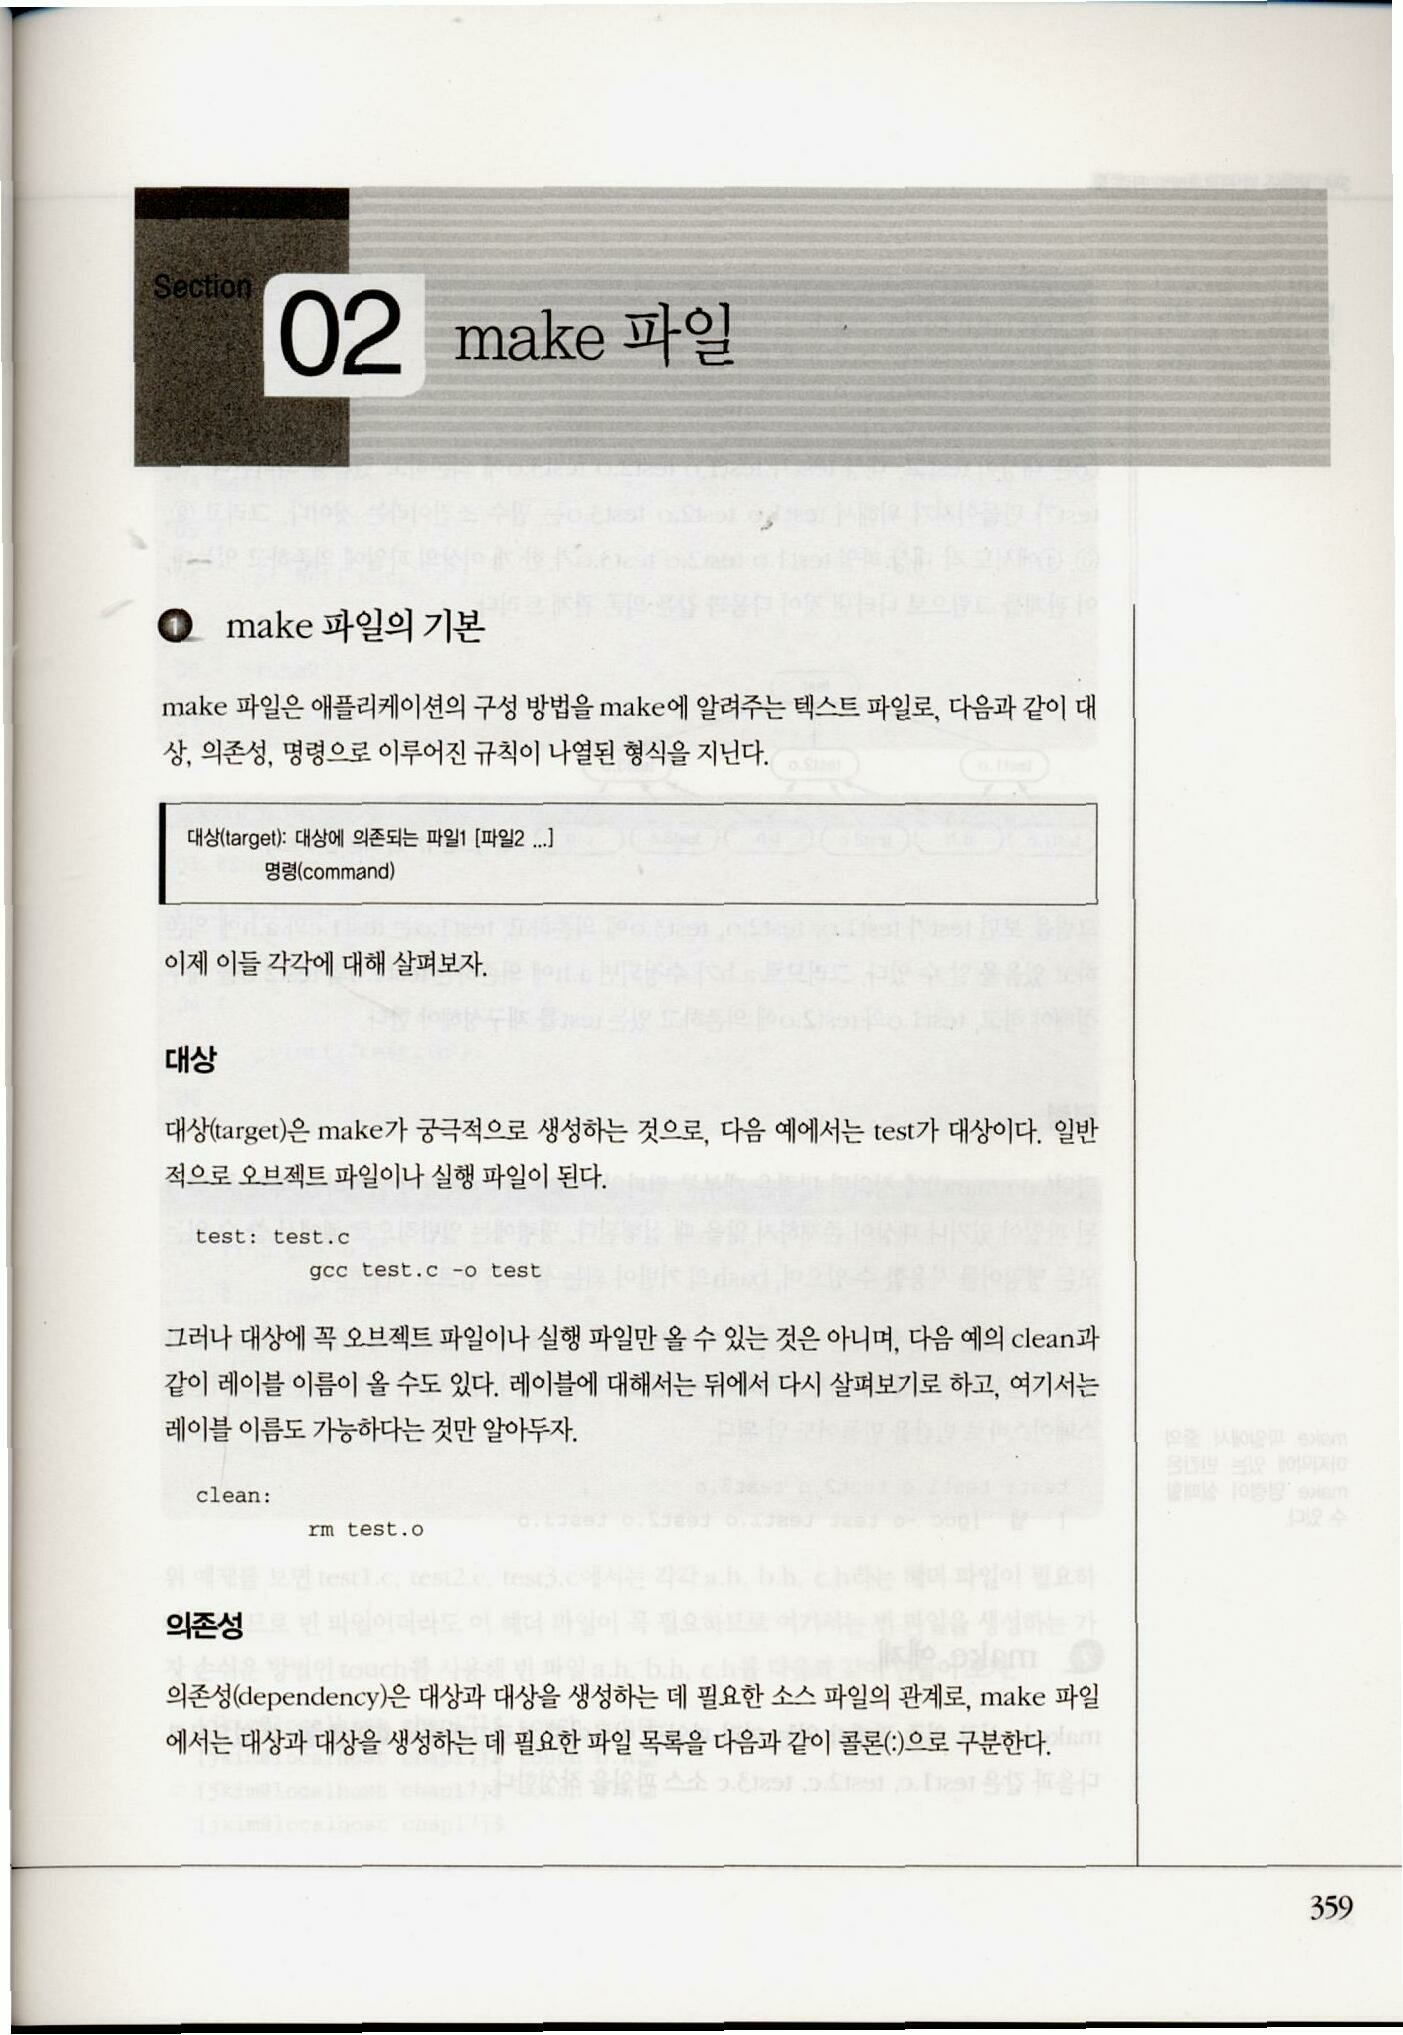 Section
02
make 파일
1 make 파일의 기본
make 파일은 애플리케이션의 구성 방법을 make에 알려주는 텍스트 파일로, 다음과 같이 대
상, 의존성, 명령으로 이루어진 규칙이 나열된 형식을 지닌다.
대상(target): 대상에 의존되는 파일1 [파일2 ...]
명령(command)
이제 이들 각각에 대해 살펴보자.
대상
대상(target)은 make가 궁극적으로 생성하는 것으로, 다음 예에서는 test가 대상이다. 일반
적으로 오브젝트 파일이나 실행 파일이 된다.
test: test.c
gcc test.c -o test
그러나 대상에 꼭 오브젝트 파일이나 실행 파일만 올 수 있는 것은 아니며, 다음 예의 clean과
같이 레이블 이름이 올 수도 있다. 레이블에 대해서는 뒤에서 다시 살펴보기로 하고, 여기서는
레이블 이름도 가능하다는 것만 알아두자.
clean:
rm test.o
의존성
의존성(dependency)은 대상과 대상을 생성하는 데 필요한 소스 파일의 관계로, make 파일
에서는 대상과 대상을 생성하는 데 필요한 파일 목록을 다음과 같이 콜론(:)으로 구분한다.
359